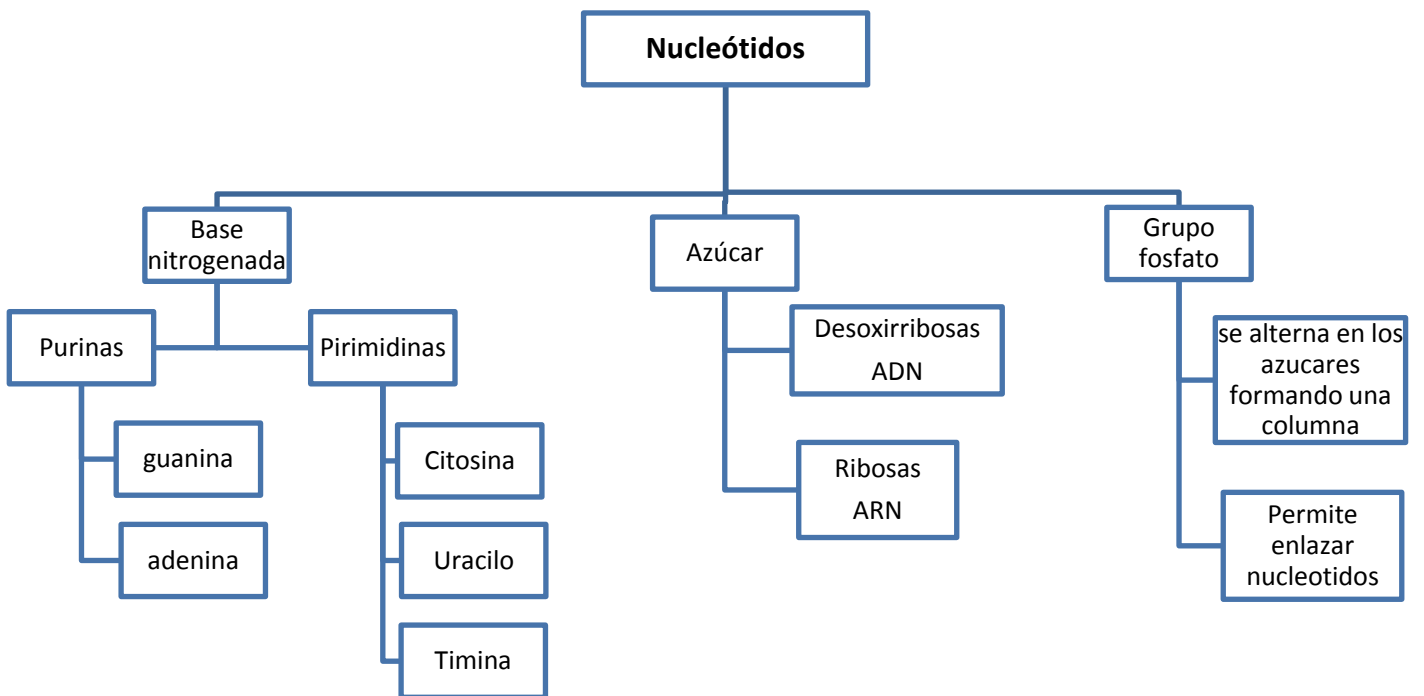 Nucleótidos
Base
nitrogenada
Purinas
guanina
adenina
Pirimidinas
Citosina
Uracilo
Timina
Azúcar
Desoxirribosas
ADN
Ribosas
ARN
Grupo
fosfato
se alterna en los
azucares
formando una
columna
Permite
enlazar
nucleotidos